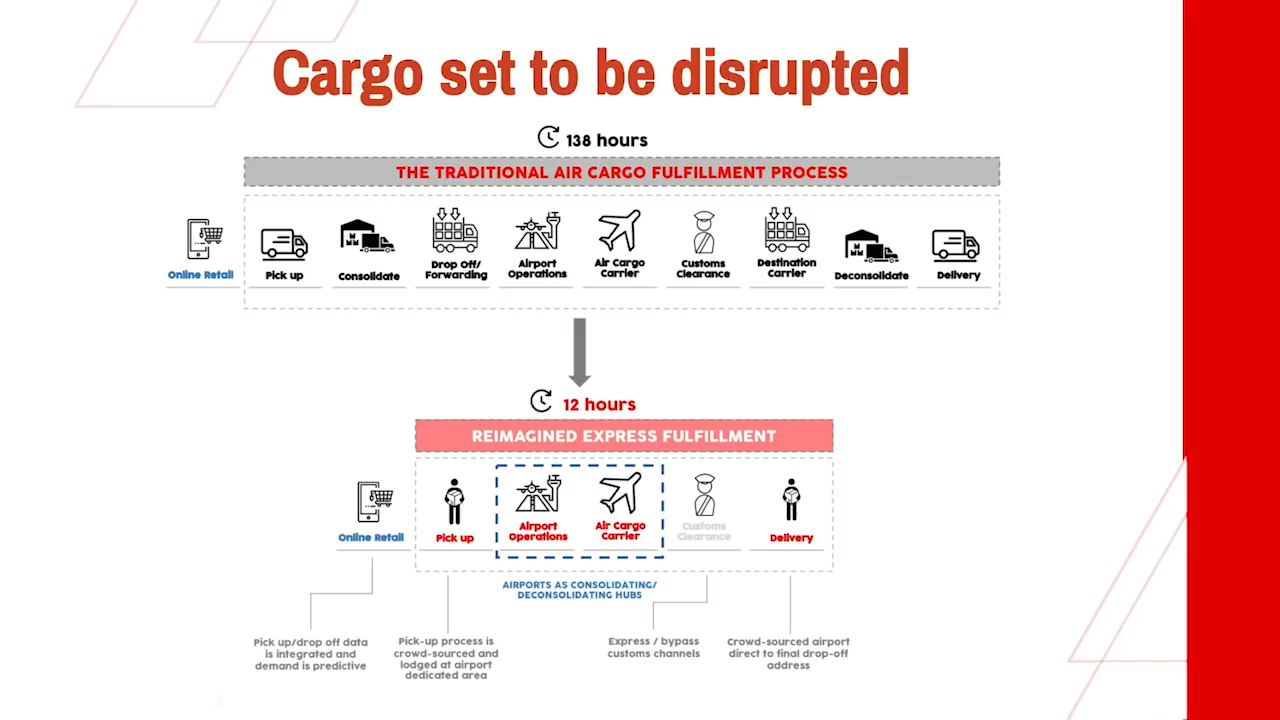 Cargo set to be disrupted
138 hours
THE TRADITIONAL AIR CARGO FULFILLMENT PROCESS
Online Retail
Pick up
Consolidate
Drop Off/
Forwarding
Airport
Operations
Air Cargo
Carrier
Customs
Clearance
Destination
Carrier
Deconsolidate
Delivery
12 hours
REIMAGINED EXPRESS FULFILLMENT
Online Retail
Pick up
Airport
Operations
Air Cargo
Carrier
Customs
Clearance
Delivery
AIRPORTS AS CONSOLIDATING/
DECONSOLIDATING HUBS
Pick up/drop off data
is integrated and
demand is predictive
Pick-up process is
crowd-sourced and
lodged at airport
dedicated area
Express / bypass
customs channels
Crowd-sourced airport
direct to final drop-off
address